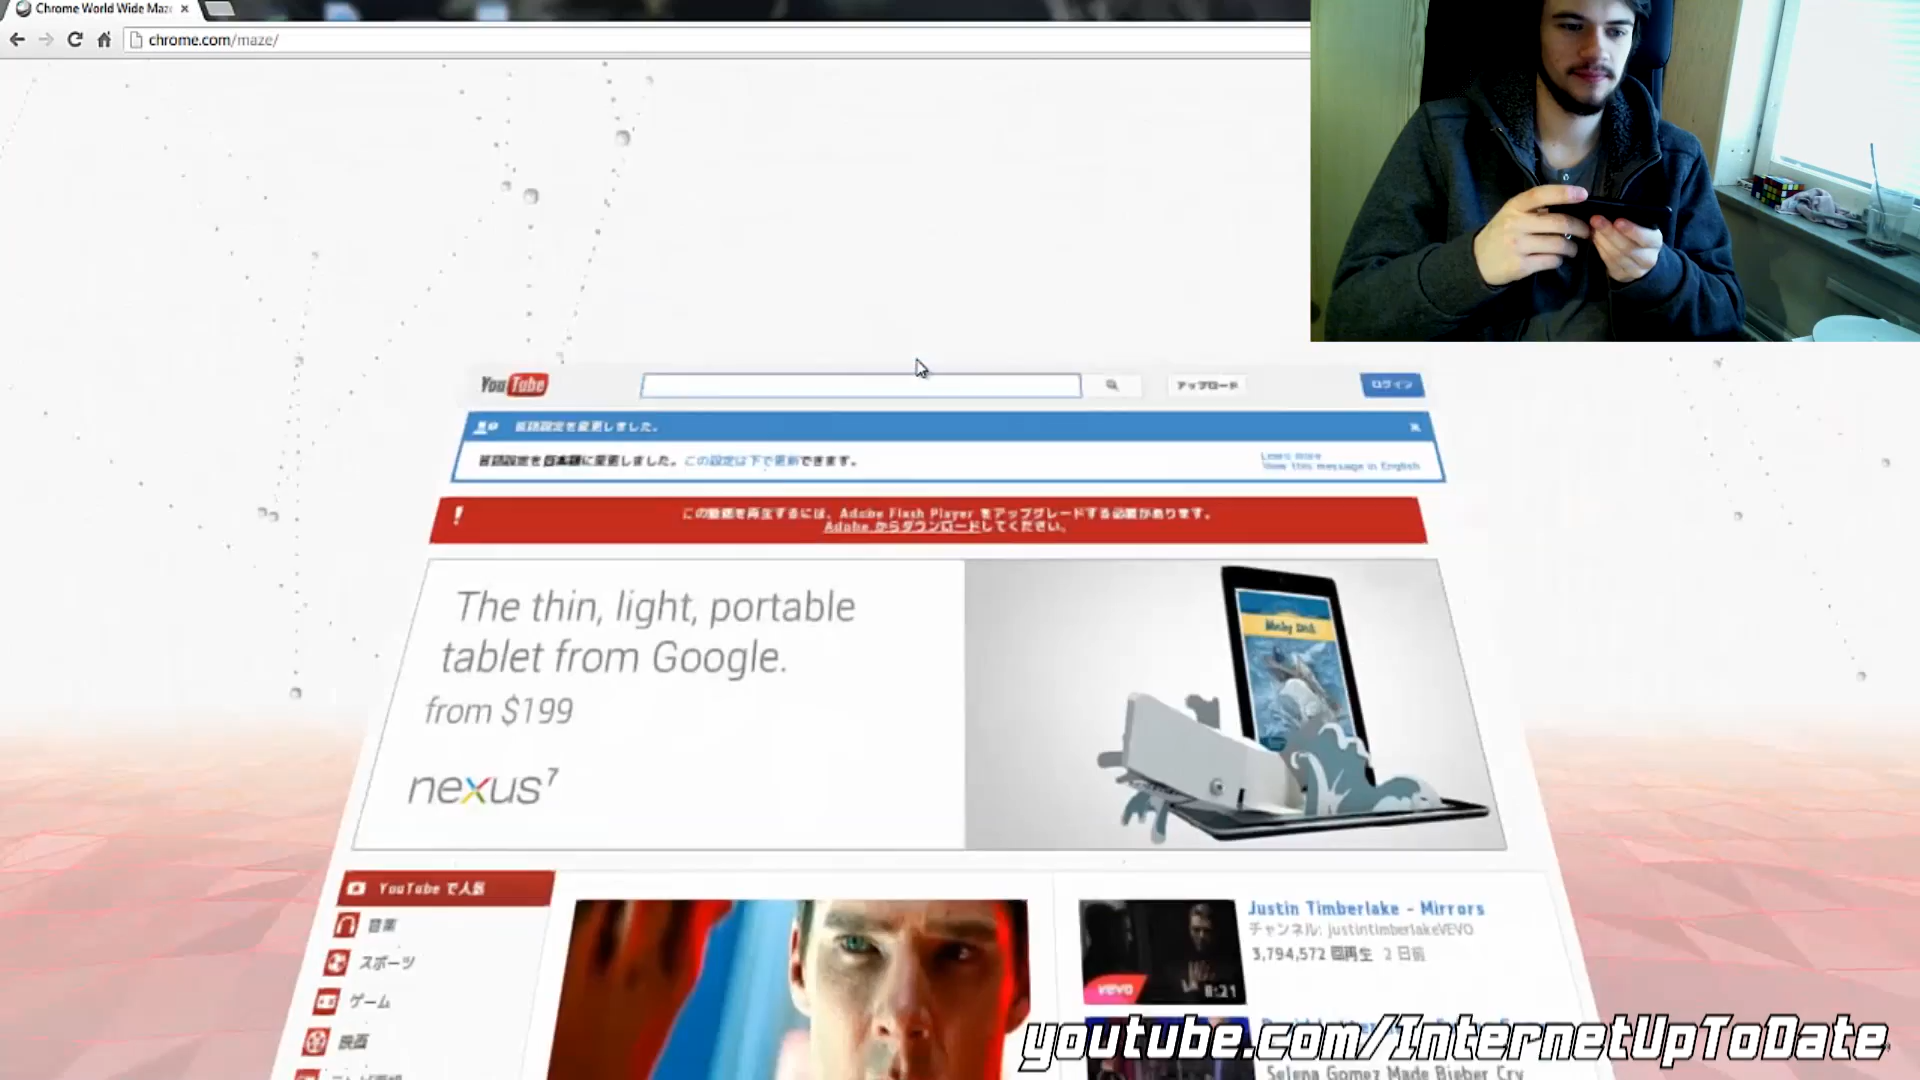 Chrome World Wide Maz
chrome.com/maze/
YouTube
アップロード
ログイン
言語設定を変更しました。
言語設定を日本語に変更しました。この設定は下で更新できます。
Learn more
View this message in English
この動画を再生するには、Adobe Flash Player をアップグレードする必要があります。
Adobe からダウンロードしてください。
The thin, light, portable
tablet from Google.
from $199
nexus 7
Moby Dick
YouTube で人気
音楽
スポーツ
ゲーム
映画
Justin Timberlake - Mirrors
チャンネル: justintimberlakeVEVO
3,794,572 回再生 2 日前
vevo
8:21
Selena Gomez Made Bieber Cry
youtube.com/InternetUpToDate